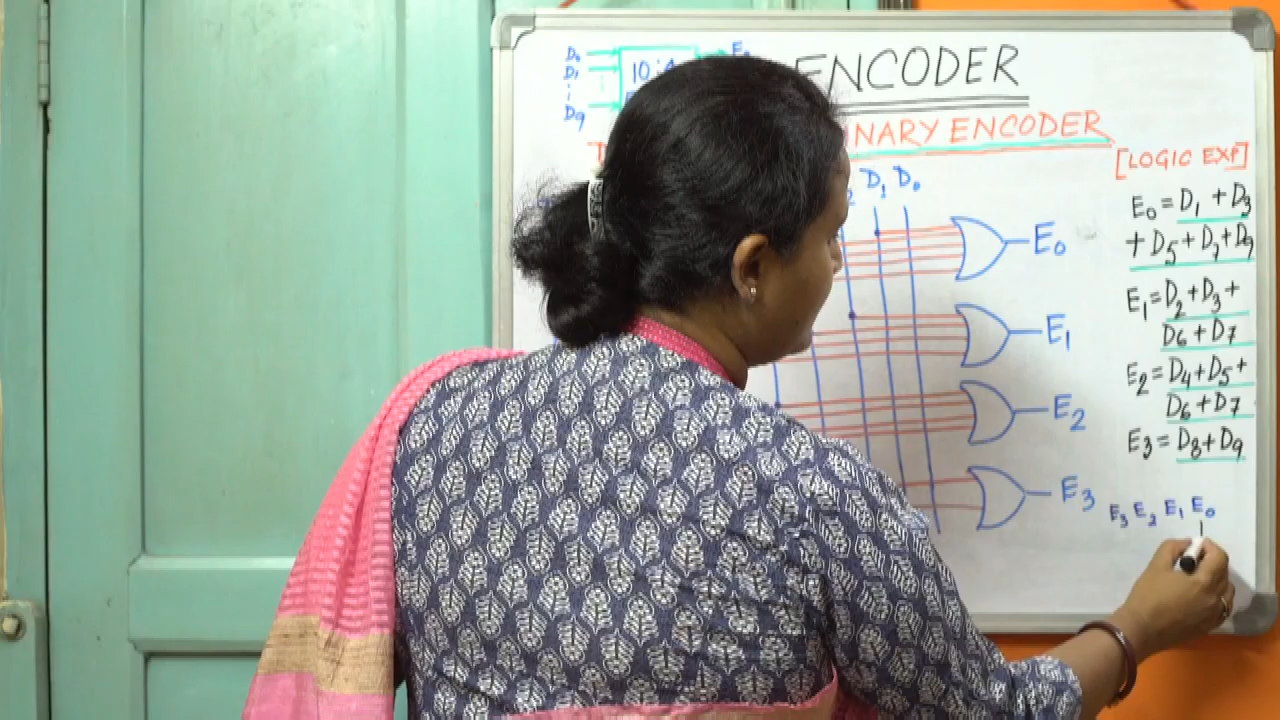 ENCODER
D0 E0
D1 10:4
D9
INARY ENCODER
[LOGIC EXP]
D1 D0
E0 = D1 + D3
+ D5 + D7 + D9
E0
E1 = D2 + D3 +
D6 + D7
E1
E2 = D4 + D5 +
D6 + D7
E2
E3 = D8 + D9
E3
E3 E2 E1 E0
1